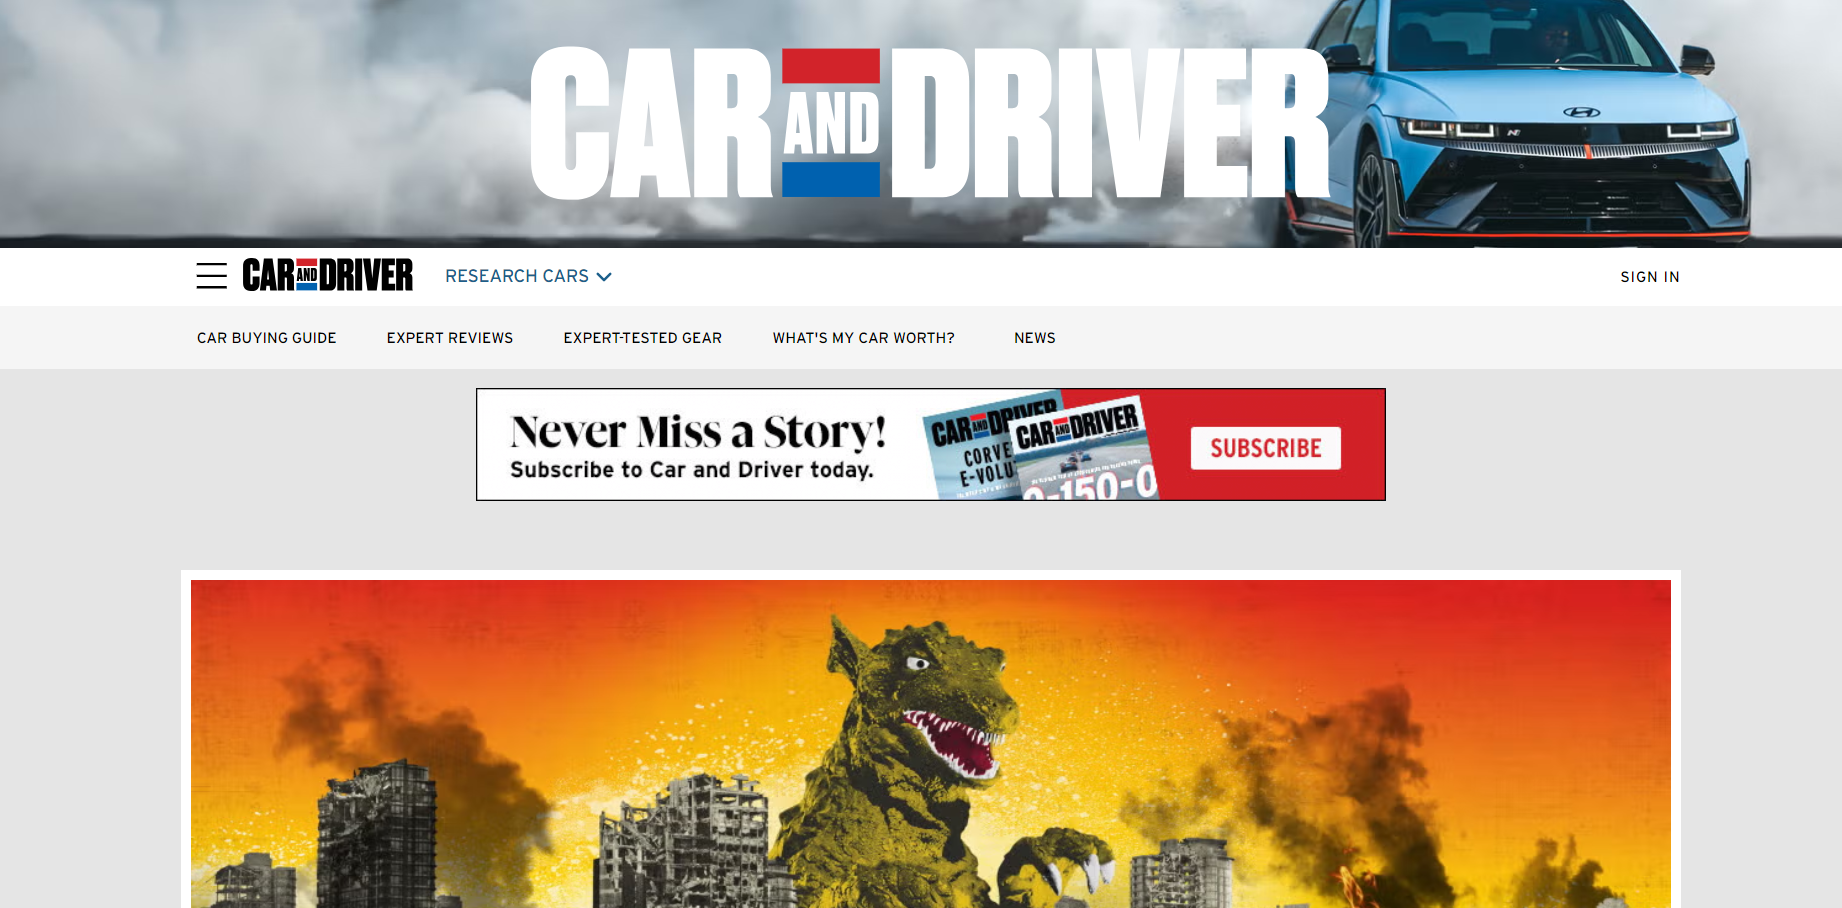 CAR AND DRIVER
CAR AND DRIVER
RESEARCH CARS
SIGN IN
CAR BUYING GUIDE
EXPERT REVIEWS
EXPERT-TESTED GEAR
WHAT'S MY CAR WORTH?
NEWS
Never Miss a Story!
Subscribe to Car and Driver today.
CAR AND DRIVER
CORVE
E-VOLU
CAR AND DRIVER
0-150-0
SUBSCRIBE